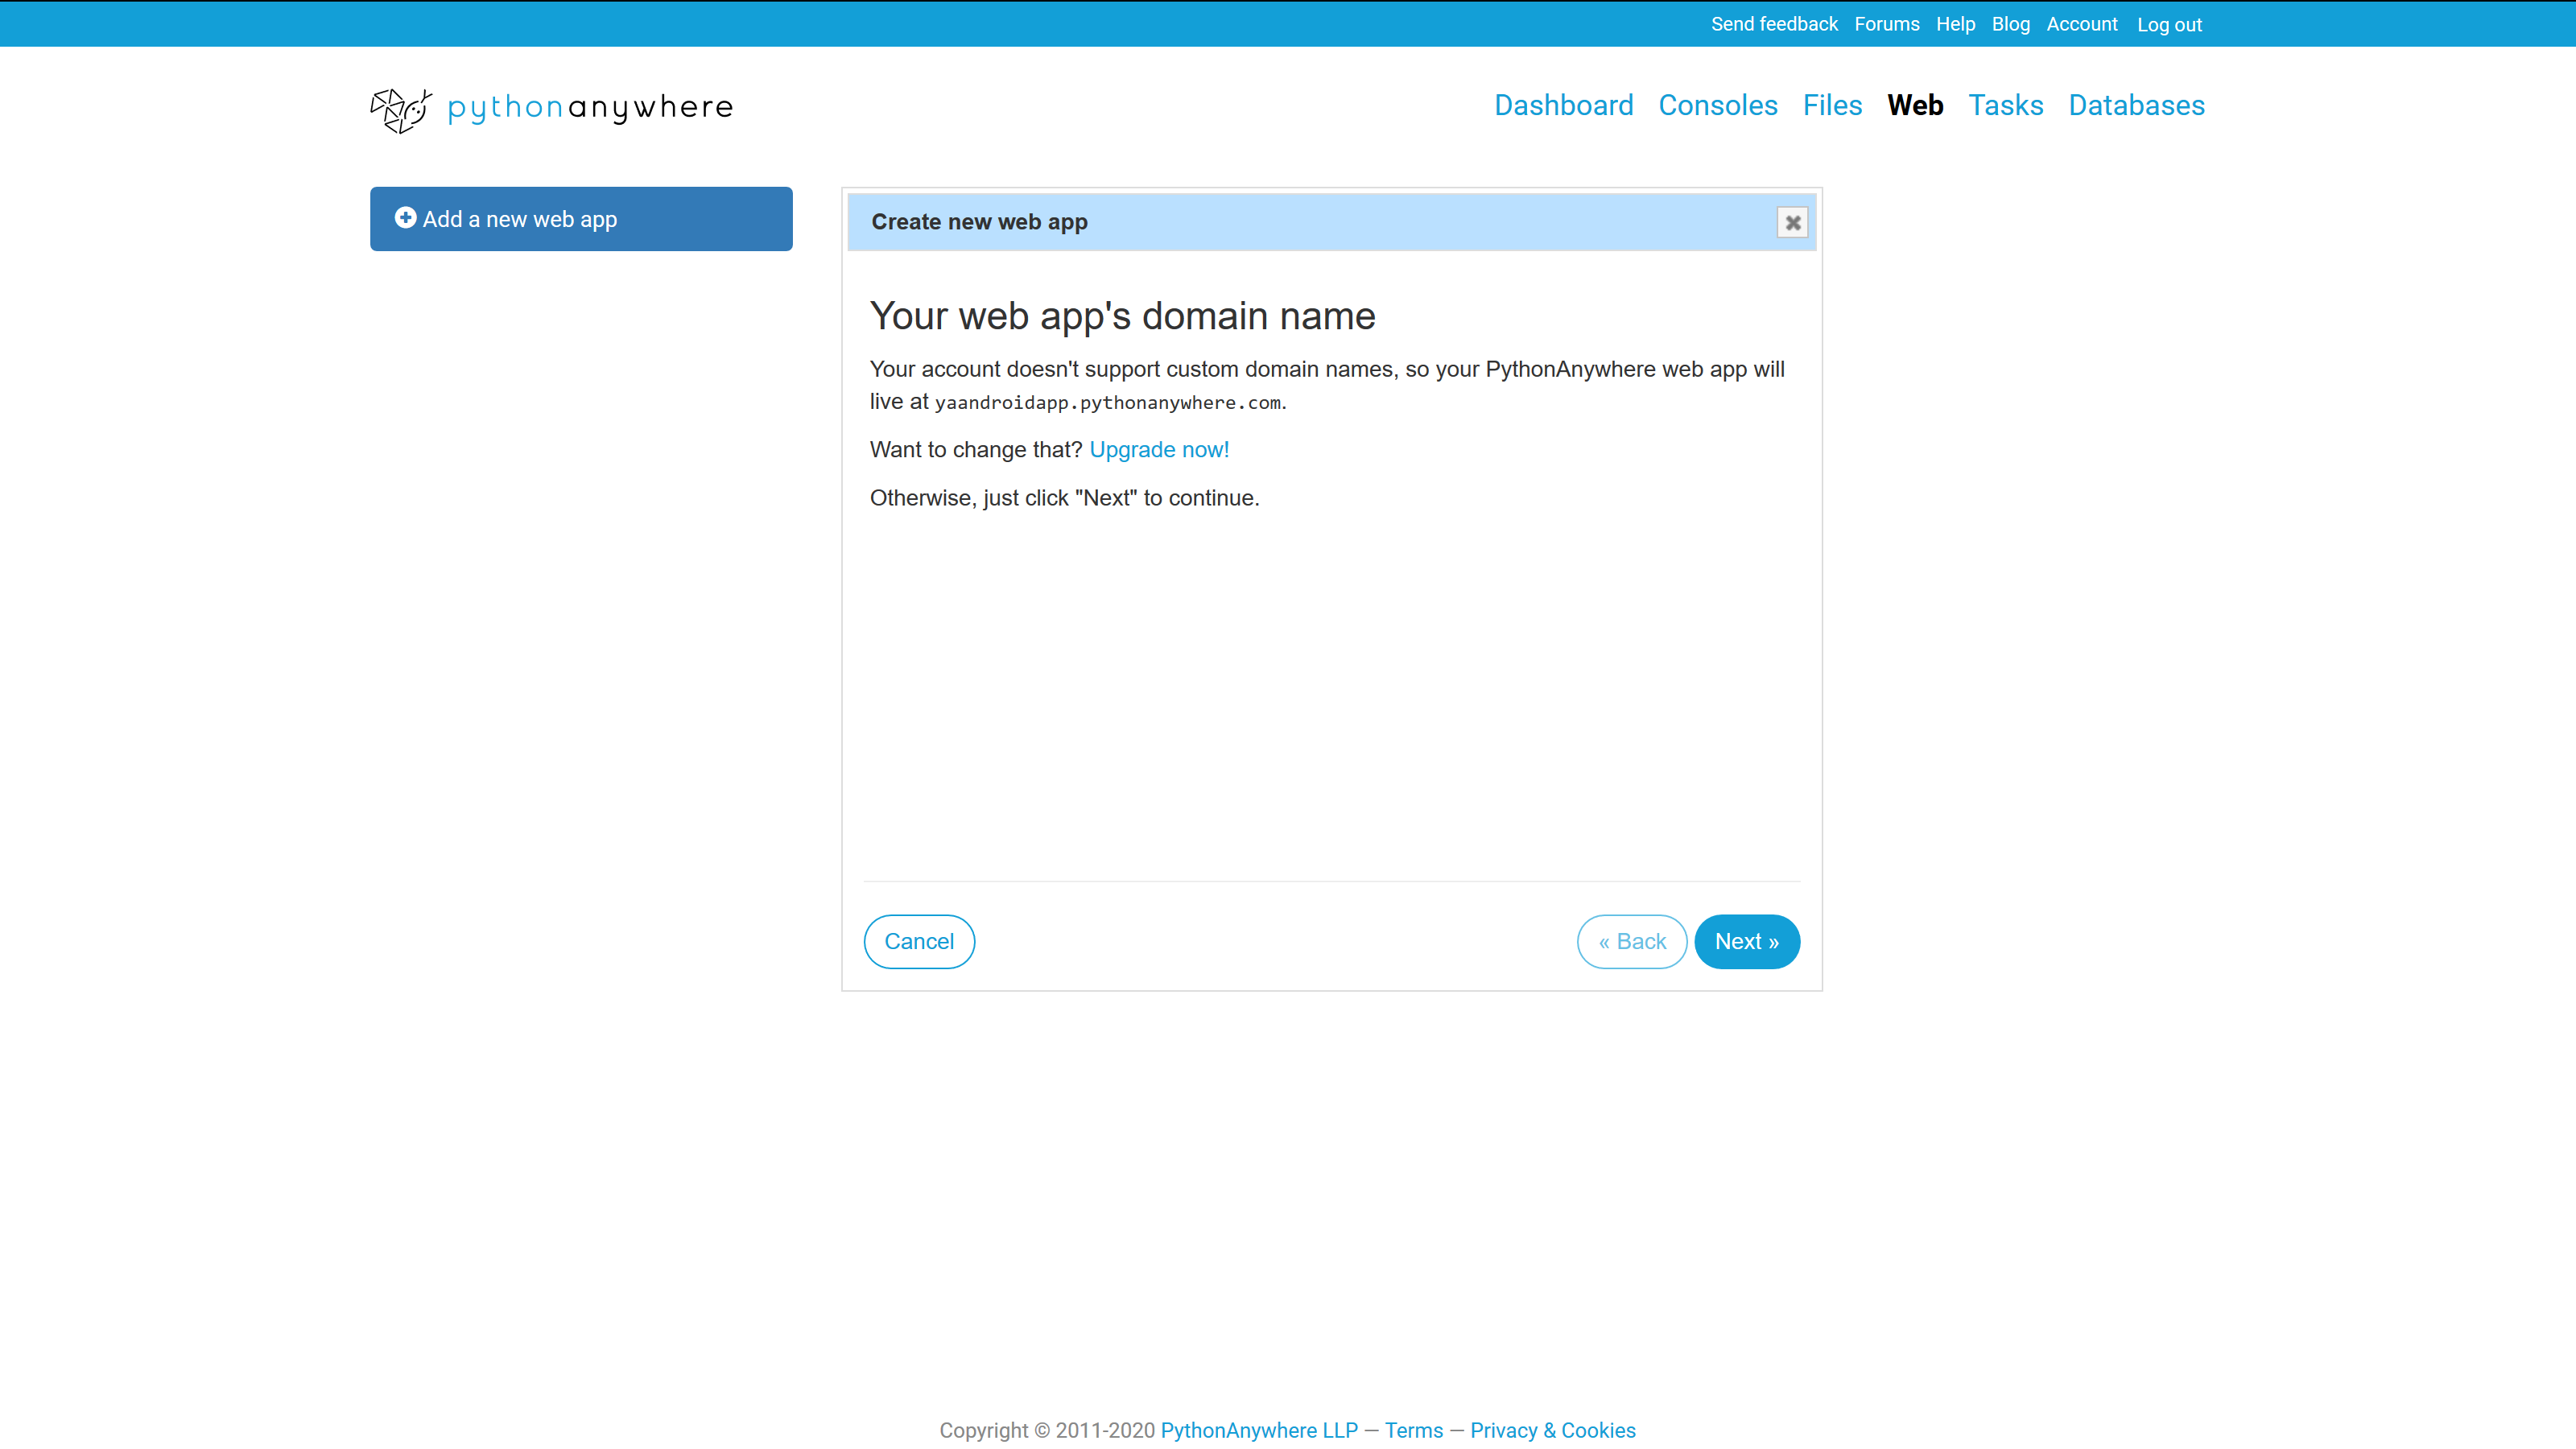 Send feedback Forums Help Blog Account Log out
pythonanywhere
Dashboard Consoles Files Web Tasks Databases
Add a new web app
Create new web app
Your web app's domain name
Your account doesn't support custom domain names, so your PythonAnywhere web app will
live at yaandroidapp.pythonanywhere.com.
Want to change that? Upgrade now!
Otherwise, just click "Next" to continue.
Cancel
« Back Next »
Copyright © 2011-2020 PythonAnywhere LLP — Terms — Privacy & Cookies